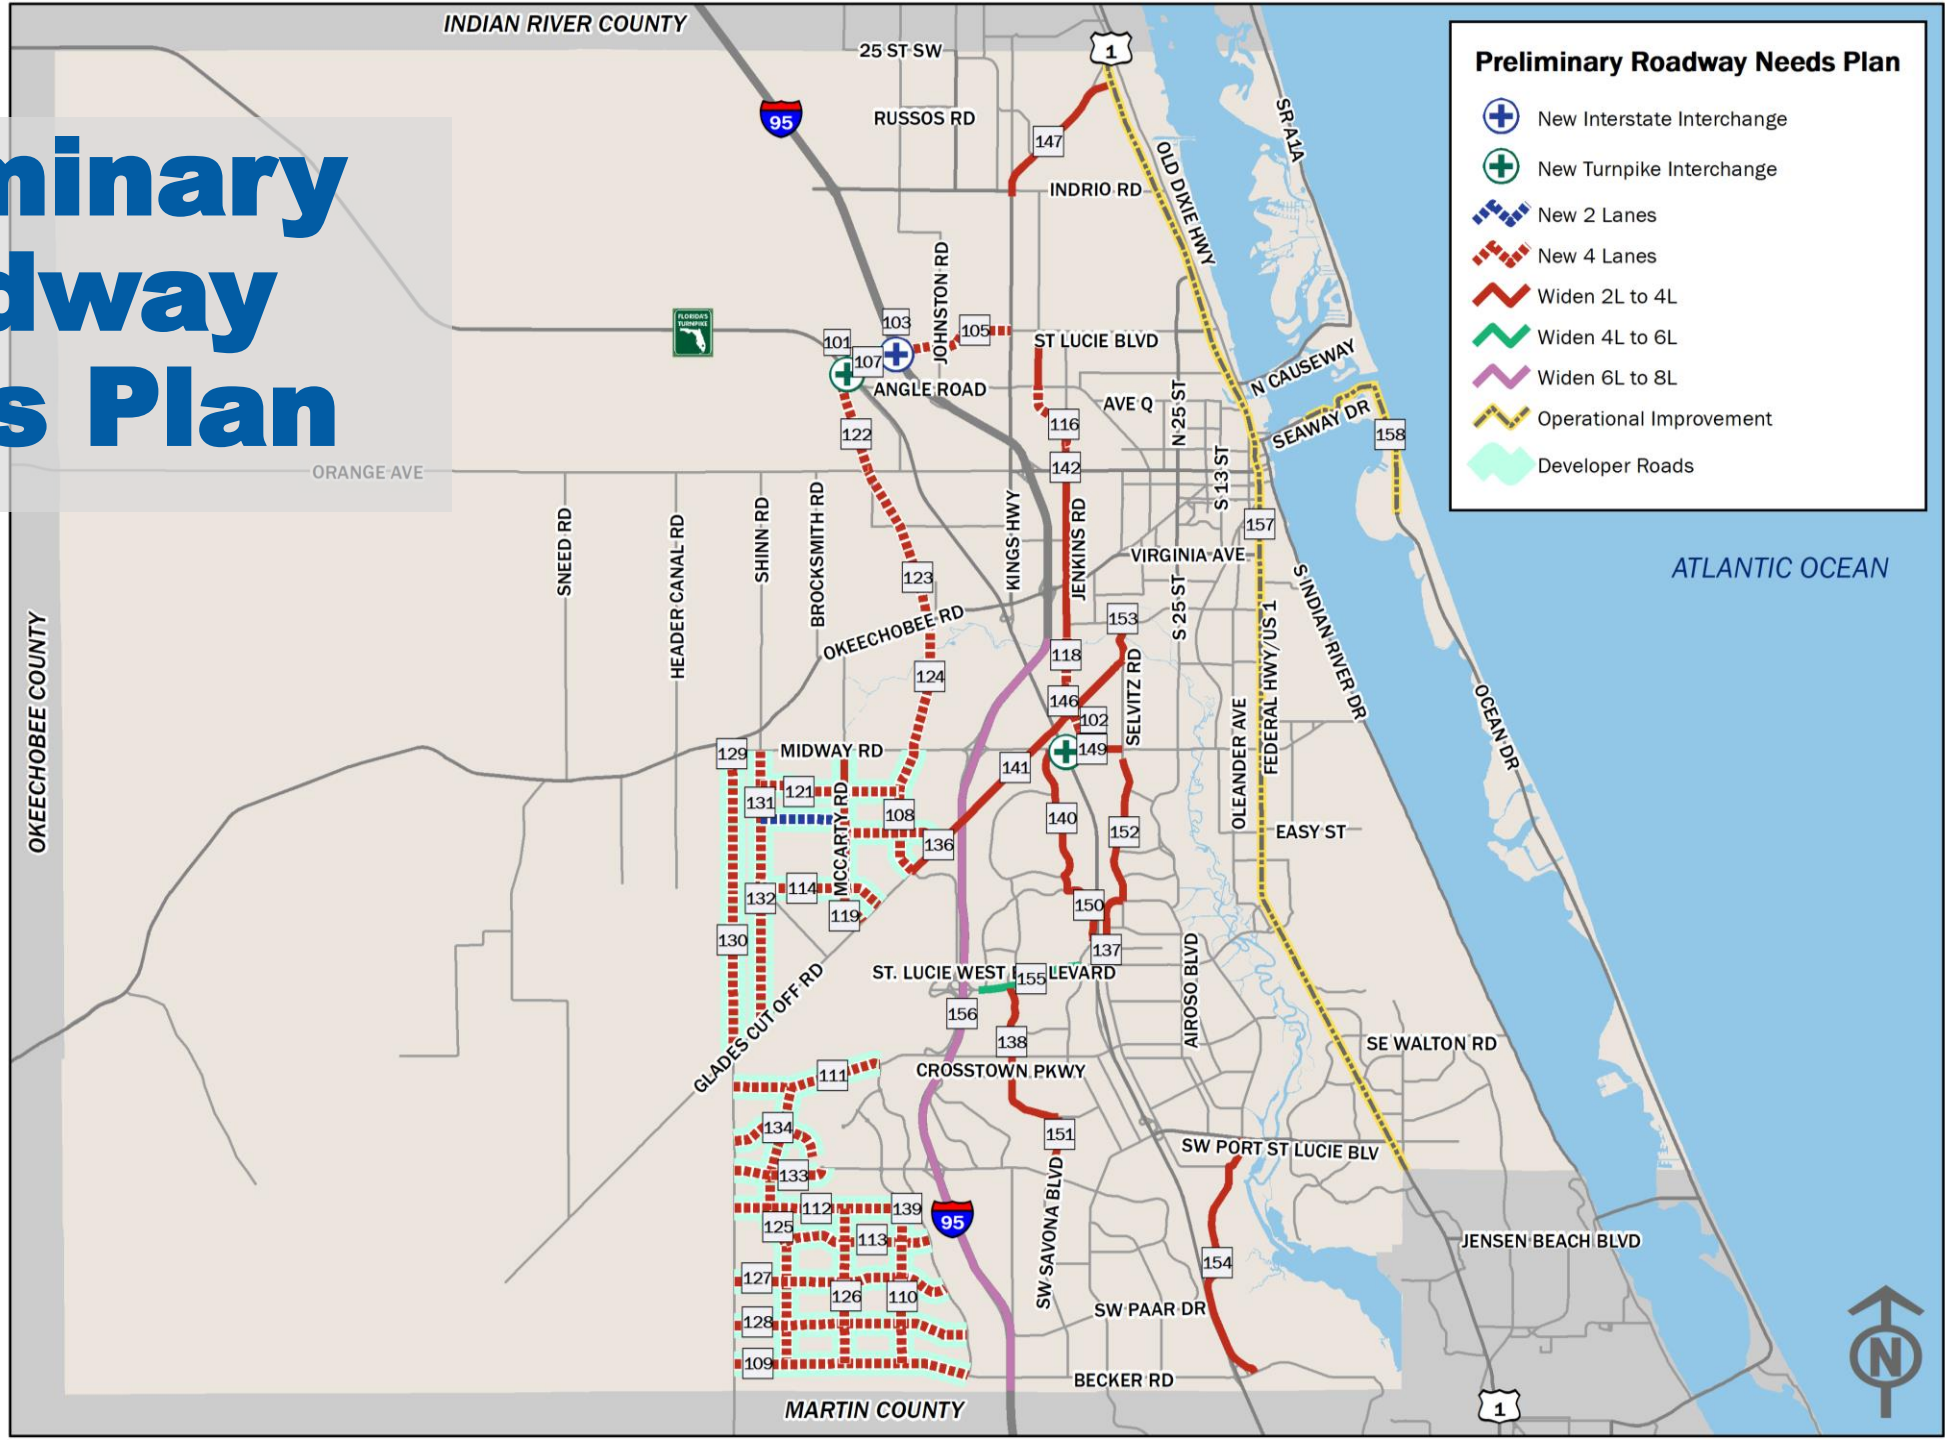 INDIAN RIVER COUNTY
25 ST SW
1
Preliminary Roadway Needs Plan
New Interstate Interchange
New Turnpike Interchange
New 2 Lanes
New 4 Lanes
Widen 2L to 4L
Widen 4L to 6L
Widen 6L to 8L
Operational Improvement
Developer Roads
minary
dway
s Plan
95
RUSSOS RD
SR A1A
147
OLD DIXIE HWY
INDRIO RD
JOHNSTON RD
FLORIDA'S
TURNPIKE
103
101
105
107
ST LUCIE BLVD
N CAUSEWAY
ANGLE ROAD
AVE Q
N 25 ST
SEAWAY DR
116
122
158
142
ORANGE AVE
S 13 ST
SNEED RD
HEADER CANAL RD
SHINN RD
BROCKSMITH RD
KINGS HWY
JENKINS RD
157
VIRGINIA AVE
ATLANTIC OCEAN
123
S 25 ST
S INDIAN RIVER DR
OKEECHOBEE RD
153
118
124
SELVITZ RD
OKEECHOBEE COUNTY
146
102
OLEANDER AVE
FEDERAL HWY/US 1
OCEAN DR
129
MIDWAY RD
149
141
121
131
MCCARTY RD
108
140
152
EASY ST
136
114
132
119
150
130
137
ST. LUCIE WEST
LEVARD
155
AIROSO BLVD
GLADES CUT OFF RD
156
138
SE WALTON RD
111
CROSSTOWN PKWY
134
151
SW PORT ST LUCIE BLV
133
SW SAVONA BLVD
112
139
95
125
113
JENSEN BEACH BLVD
154
127
126
110
SW PAAR DR
128
109
BECKER RD
MARTIN COUNTY
1
N